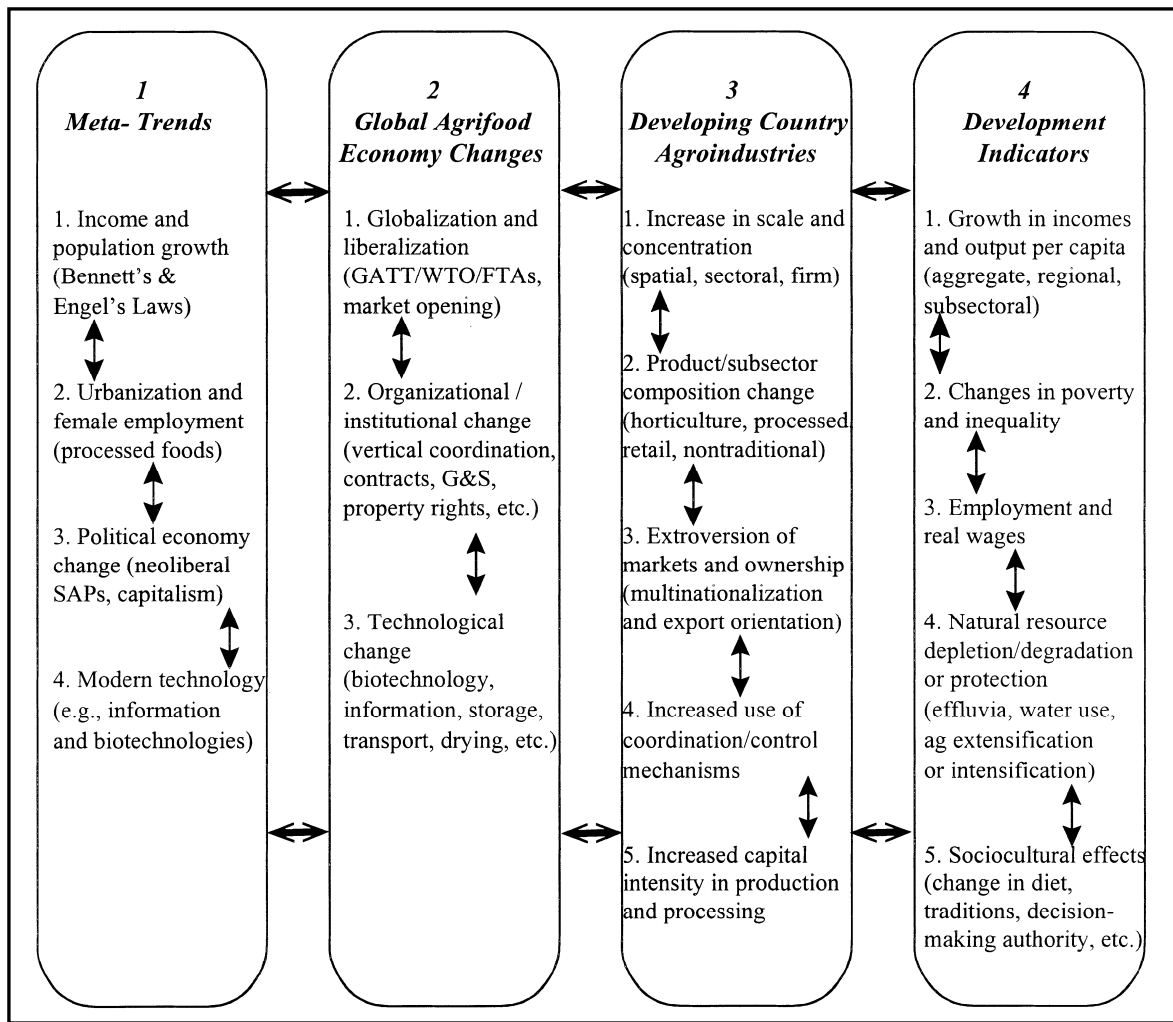 1
Meta- Trends
1. Income and
population growth
(Bennett's &
Engel's Laws)
2. Urbanization and
female employment
(processed foods)
3. Political economy
change (neoliberal
SAPs, capitalism)
4. Modern technology
(e.g., information
and biotechnologies)
2
Global Agrifood
Economy Changes
1. Globalization and
liberalization
(GATT/WTO/FTAs,
market opening)
2. Organizational /
institutional change
(vertical coordination,
contracts, G&S,
property rights, etc.)
3. Technological
change
(biotechnology,
information, storage,
transport, drying, etc.)
3
Developing Country
Agroindustries
1. Increase in scale and
concentration
(spatial, sectoral, firm)
2. Product/subsector
composition change
(horticulture, processed,
retail, nontraditional)
3. Extroversion of
markets and ownership
(multinationalization
and export orientation)
4. Increased use of
coordination/control
mechanisms
5. Increased capital
intensity in production
and processing
4
Development
Indicators
1. Growth in incomes
and output per capita
(aggregate, regional,
subsectoral)
2. Changes in poverty
and inequality
3. Employment and
real wages
4. Natural resource
depletion/degradation
or protection
(effluvia, water use,
ag extensification
or intensification)
5. Sociocultural effects
(change in diet,
traditions, decision-
making authority, etc.)